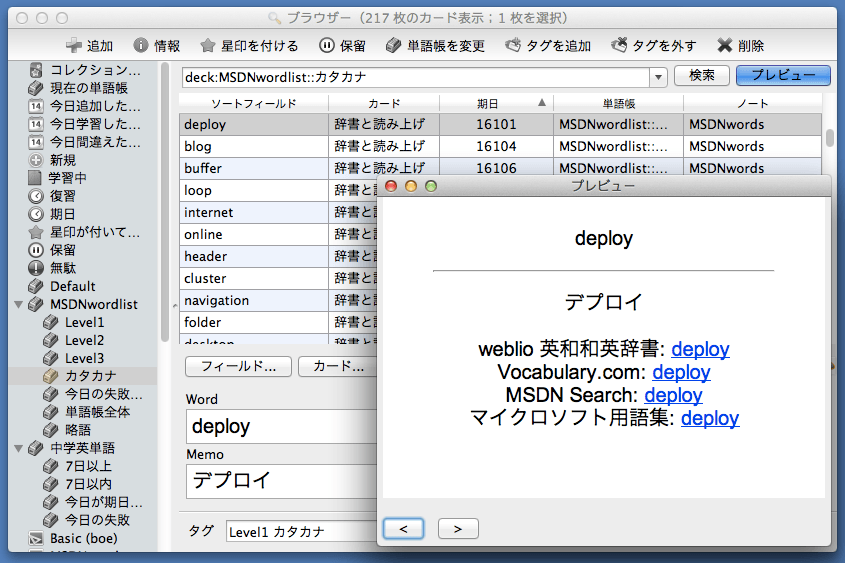 ブラウザー（217 枚のカード表示；1 枚を選択）
追加 情報 星印を付ける 保留 単語帳を変更 タグを追加 タグを外す 削除
コレクション...
現在の単語帳
今日追加した...
今日学習した...
今日間違えた...
新規
学習中
復習
期日
星印が付いて...
保留
無駄
Default
MSDNwordlist
Level1
Level2
Level3
カタカナ
今日の失敗...
単語帳全体
略語
中学英単語
7日以上
7日以内
今日が期日...
今日の失敗
Basic (boe)
deck:MSDNwordlist::カタカナ 検索 プレビュー
ソートフィールド カード 期日 単語帳 ノート
deploy 辞書と読み上げ 16101 MSDNwordlist::... MSDNwords
blog 辞書と読み上げ 16104 MSDNwordlist::... MSDNwords
buffer 辞書と読み上げ 16106 MSDNwordlist::... MSDNwords
loop 辞書と
internet 辞書と
online 辞書と
header 辞書と
cluster 辞書と
navigation 辞書と
folder 辞書と
desktop 辞書と
フィールド... カード...
Word
deploy
Memo
デプロイ
タグ Level1 カタカナ
プレビュー
deploy
デプロイ
weblio 英和和英辞書: deploy
Vocabulary.com: deploy
MSDN Search: deploy
マイクロソフト用語集: deploy
< >